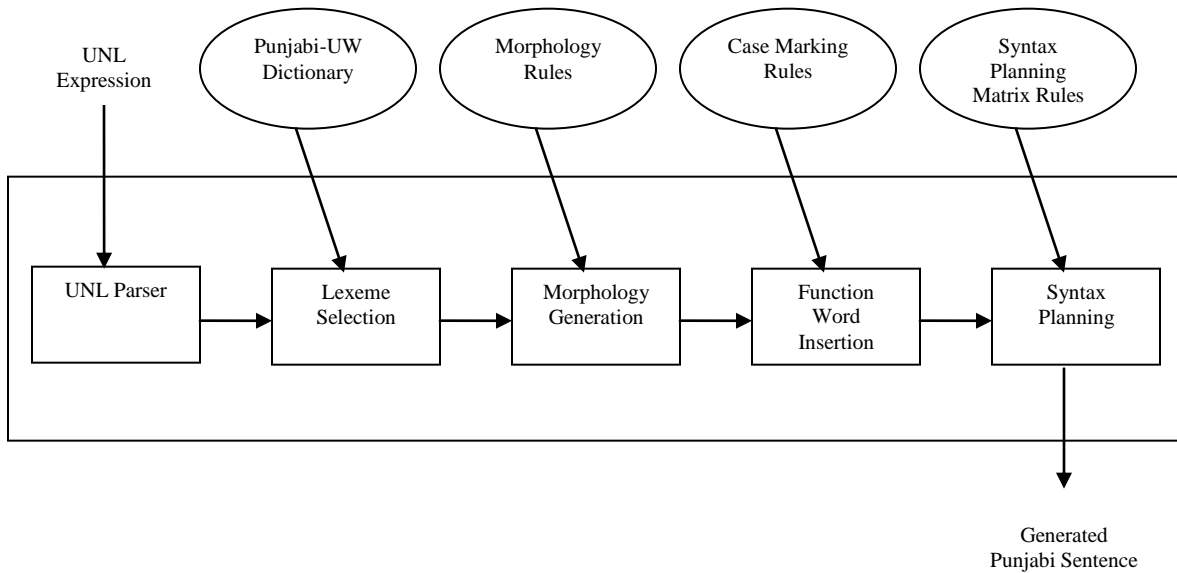 UNL
Expression
Punjabi-UW
Dictionary
Morphology
Rules
Case Marking
Rules
Syntax
Planning
Matrix Rules
UNL Parser
Lexeme
Selection
Morphology
Generation
Function
Word
Insertion
Syntax
Planning
Generated
Punjabi Sentence